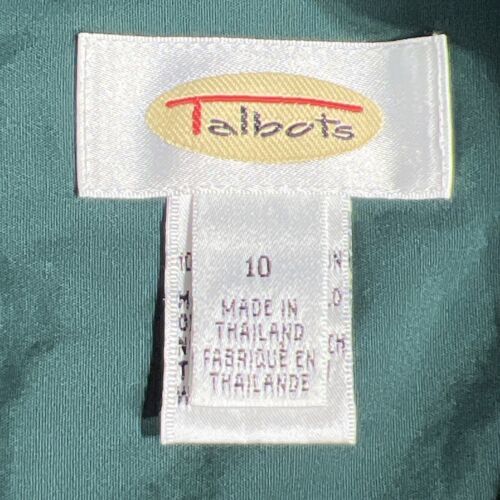 Talbots
10
MADE IN
THAILAND
FABRIQUÉ EN
THAILANDE